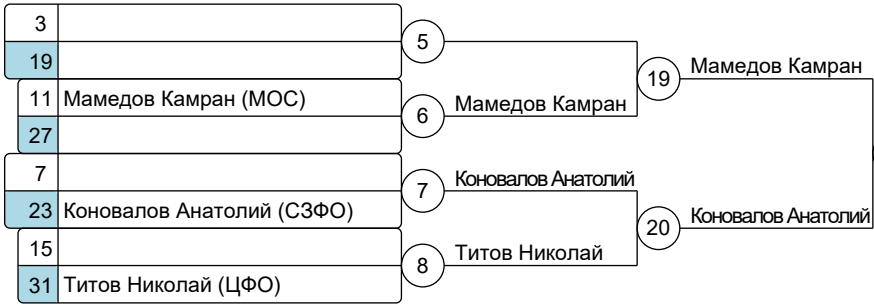 3
19
5
11 Мамедов Камран (МОС)
27
6
Мамедов Камран
19
Мамедов Камран
7
23 Коновалов Анатолий (СЗФО)
7
Коновалов Анатолий
15
31 Титов Николай (ЦФО)
8
Титов Николай
20
Коновалов Анатолий